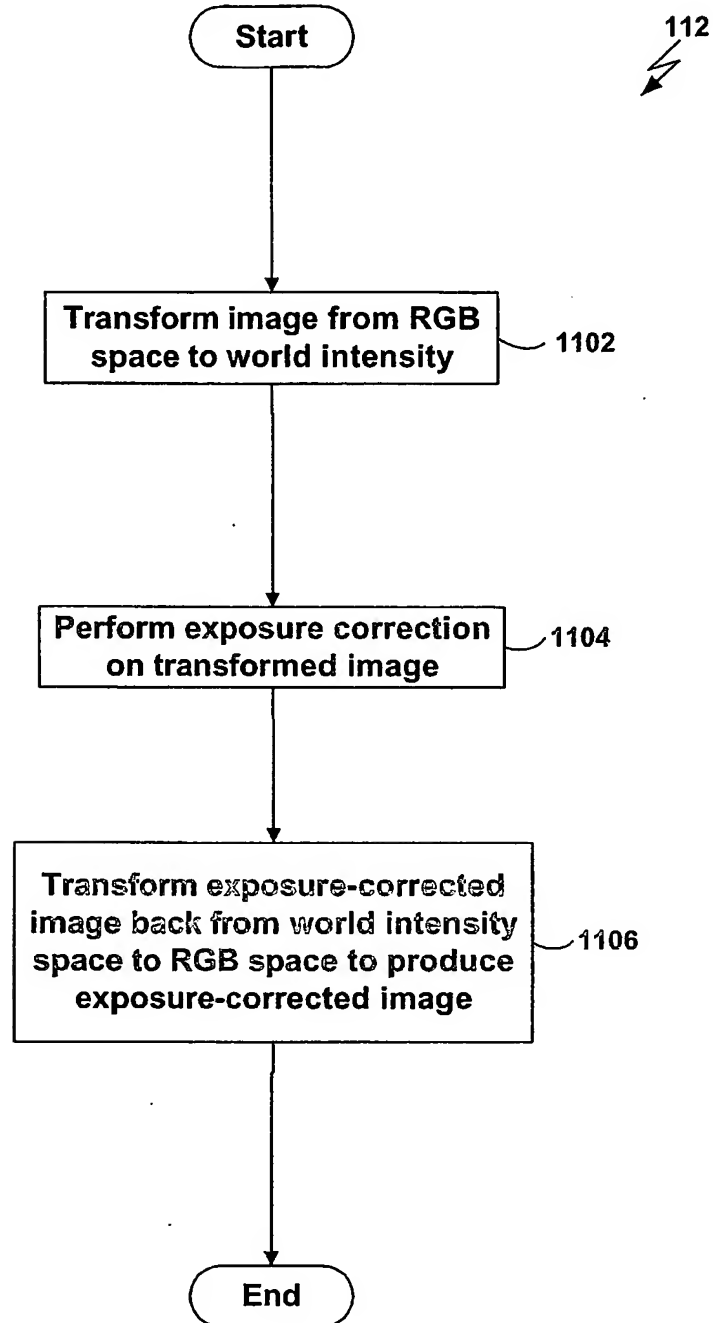 Start
112
Transform image from RGB
space to world intensity
1102
Perform exposure correction
on transformed image
1104
Transform exposure-corrected
image back from world intensity
space to RGB space to produce
exposure-corrected image
1106
End